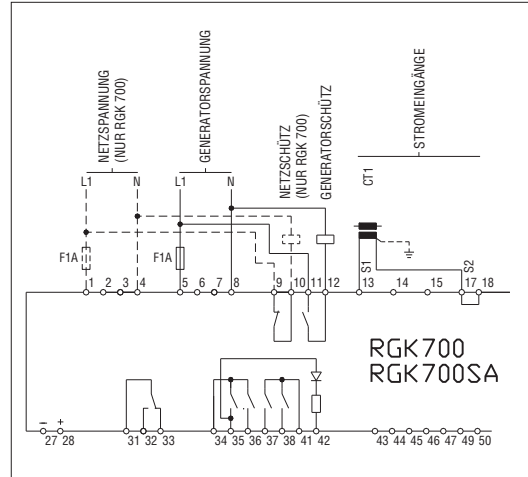 NETZSPANNUNG
(NUR RGK 700)
GENERATORSPANNUNG
NETZSCHÜTZ
(NUR RGK 700)
GENERATORSCHÜTZ
STROMEINGÄNGE
CT1
L1 N L1 N
F1A F1A
S1 S2
1 2 3 4 5 6 7 8 9 10 11 12 13 14 15 17 18
RGK700
RGK700SA
– +
27 28 31 32 33 34 35 36 37 38 41 42 43 44 45 46 47 49 50